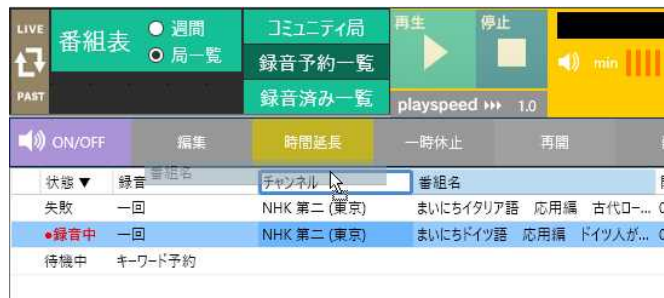 LIVE
PAST
番組表
週間
局一覧
コミュニティ局
録音予約一覧
録音済み一覧
再生 停止
playspeed 1.0
min
ON/OFF 編集 時間延長 一時休止 再開
状態▼ 録音 番組名 チャンネル 番組名
失敗 一回 NHK 第二 (東京) まいにちイタリア語 応用編 古代ロー...
●録音中 一回 NHK 第二 (東京) まいにちドイツ語 応用編 ドイツ人が...
待機中 キーワード予約